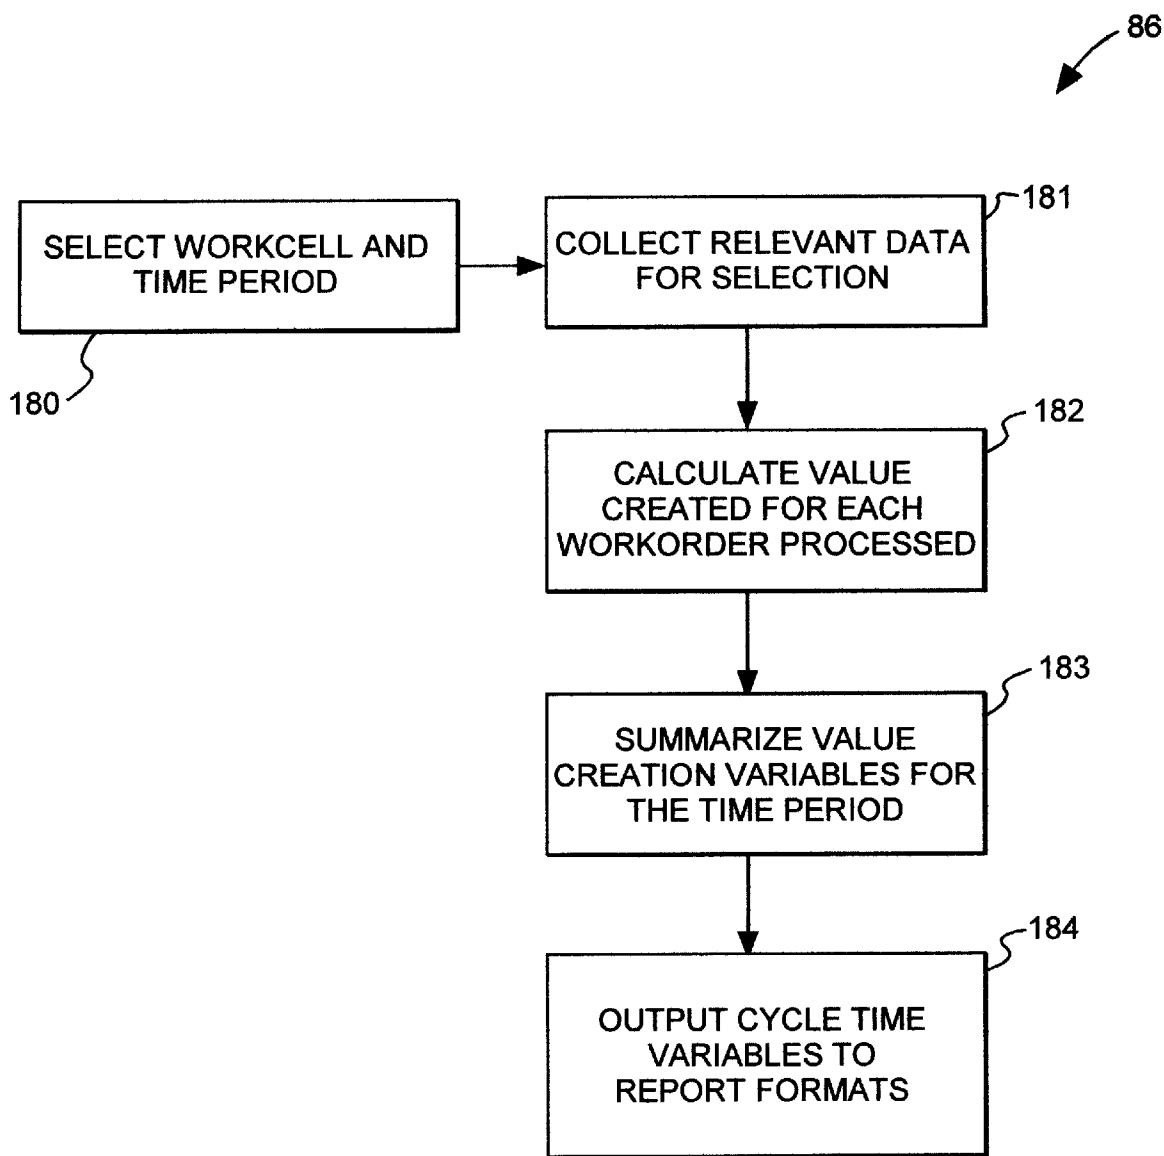 86
SELECT WORKCELL AND
TIME PERIOD
180
COLLECT RELEVANT DATA
FOR SELECTION
181
CALCULATE VALUE
CREATED FOR EACH
WORKORDER PROCESSED
182
SUMMARIZE VALUE
CREATION VARIABLES FOR
THE TIME PERIOD
183
OUTPUT CYCLE TIME
VARIABLES TO
REPORT FORMATS
184